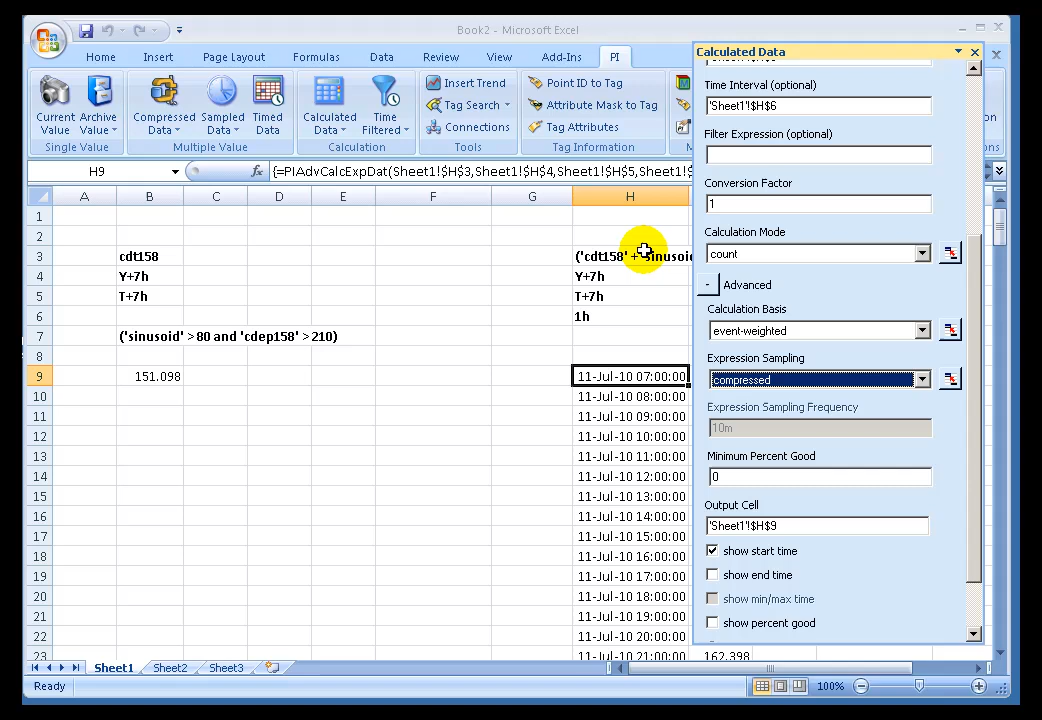 Book2 - Microsoft Excel
Home Insert Page Layout Formulas Data Review View Add-Ins PI
Current Value Archive Value Compressed Data Sampled Data Timed Data Calculated Data Time Filtered
Insert Trend
Tag Search
Connections
Point ID to Tag
Attribute Mask to Tag
Tag Attributes
Single Value Multiple Value Calculation Tools Tag Information
H9 fx {=PIAdvCalcExpDat(Sheet1!$H$3,Sheet1!$H$4,Sheet1!$H$5,Sheet1!$
A B C D E F G H
1
2
3 cdt158 ('cdt158' +
4 Y+7h Y+7h
5 T+7h T+7h
6 1h
7 ('sinusoid' >80 and 'cdep158' >210)
8
9 151.098 11-Jul-10 07:00:00
10 11-Jul-10 08:00:00
11 11-Jul-10 09:00:00
12 11-Jul-10 10:00:00
13 11-Jul-10 11:00:00
14 11-Jul-10 12:00:00
15 11-Jul-10 13:00:00
16 11-Jul-10 14:00:00
17 11-Jul-10 15:00:00
18 11-Jul-10 16:00:00
19 11-Jul-10 17:00:00
20 11-Jul-10 18:00:00
21 11-Jul-10 19:00:00
22 11-Jul-10 20:00:00
23 11-Jul-10 21:00:00 162.398
Sheet1 Sheet2 Sheet3
Ready 100%
Calculated Data
Time Interval (optional)
'Sheet1'!$H$6
Filter Expression (optional)
Conversion Factor
1
Calculation Mode
count
- Advanced
Calculation Basis
event-weighted
Expression Sampling
compressed
Expression Sampling Frequency
10m
Minimum Percent Good
0
Output Cell
'Sheet1'!$H$9
show start time
show end time
show min/max time
show percent good